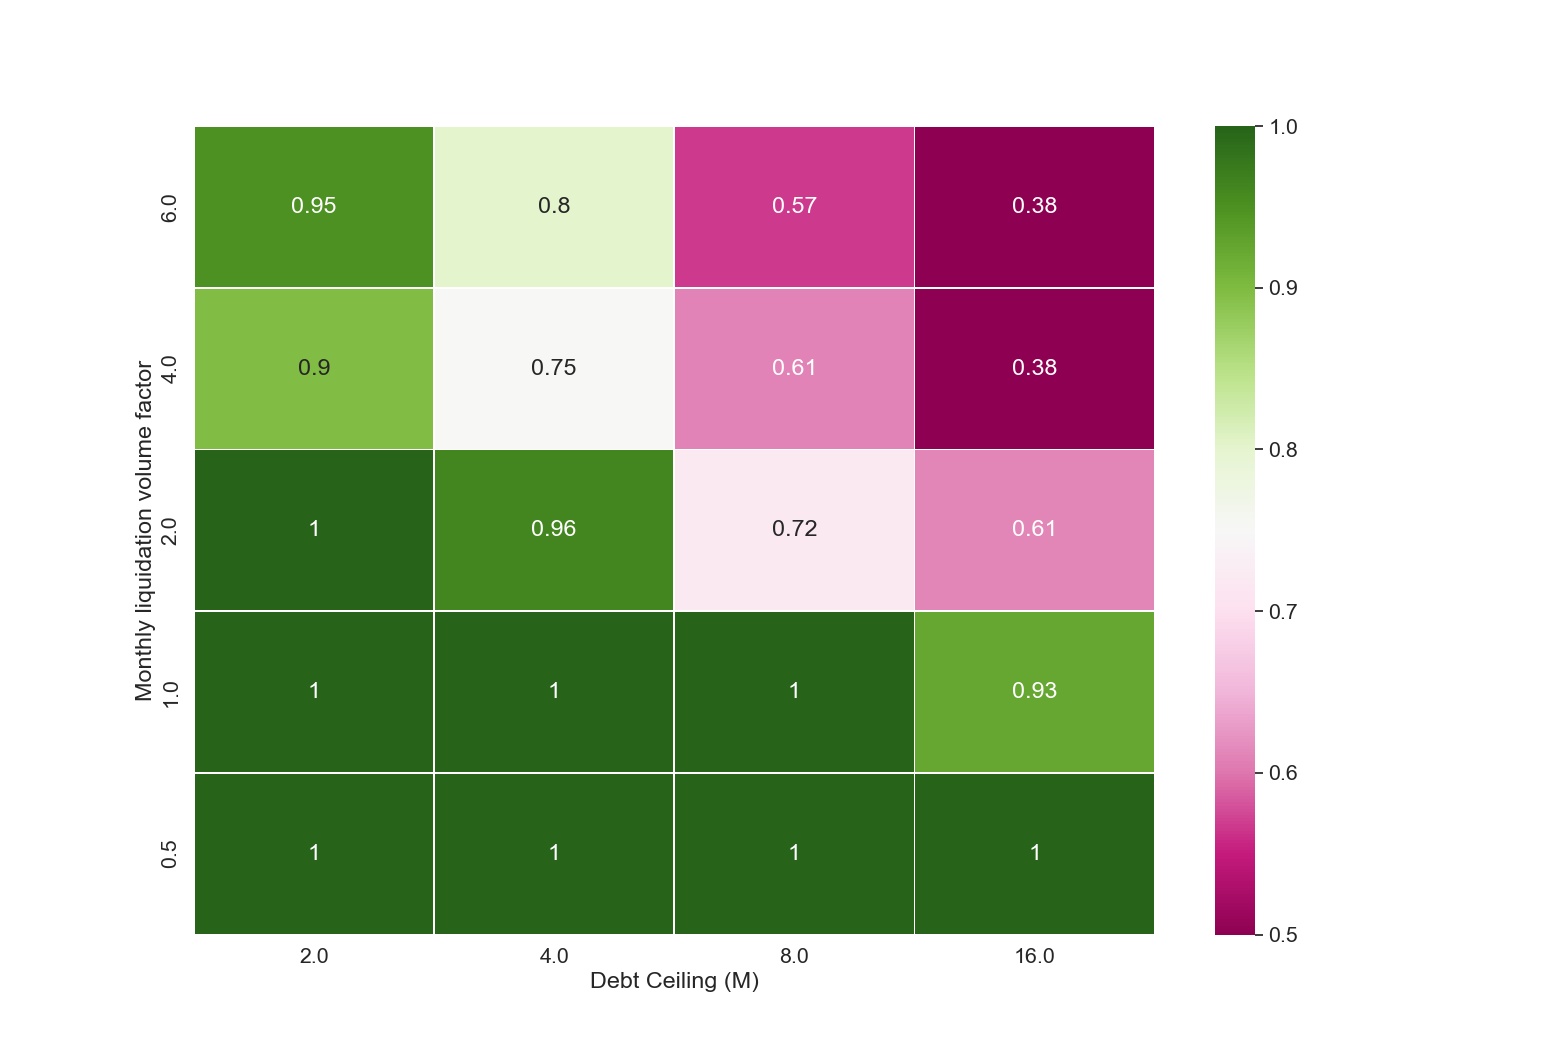 1.0
6.0 0.95 0.8 0.57 0.38
0.9
4.0 0.9 0.75 0.61 0.38
0.8
Monthly liquidation volume factor
2.0 1 0.96 0.72 0.61
0.7
1.0 1 1 1 0.93
0.6
0.5 1 1 1 1
0.5
2.0 4.0 8.0 16.0
Debt Ceiling (M)